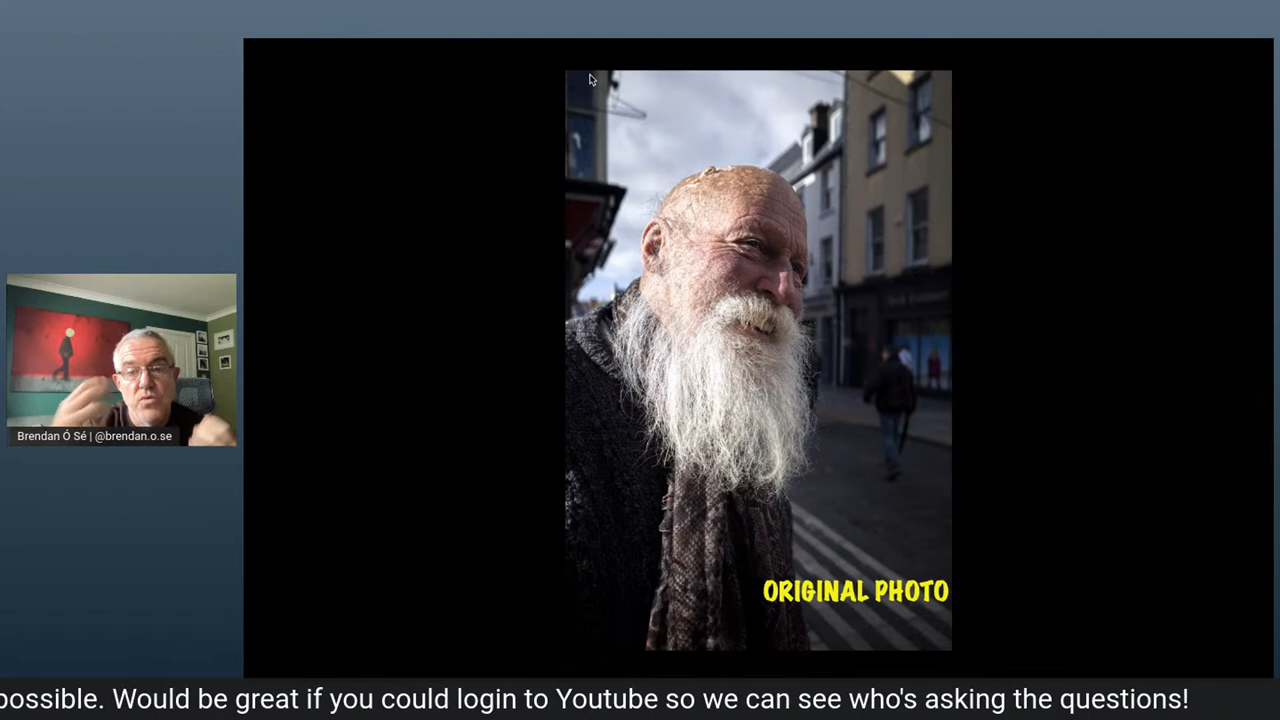 Brendan Ó Sé | @brendan.o.se
ORIGINAL PHOTO
possible. Would be great if you could login to Youtube so we can see who's asking the questions!